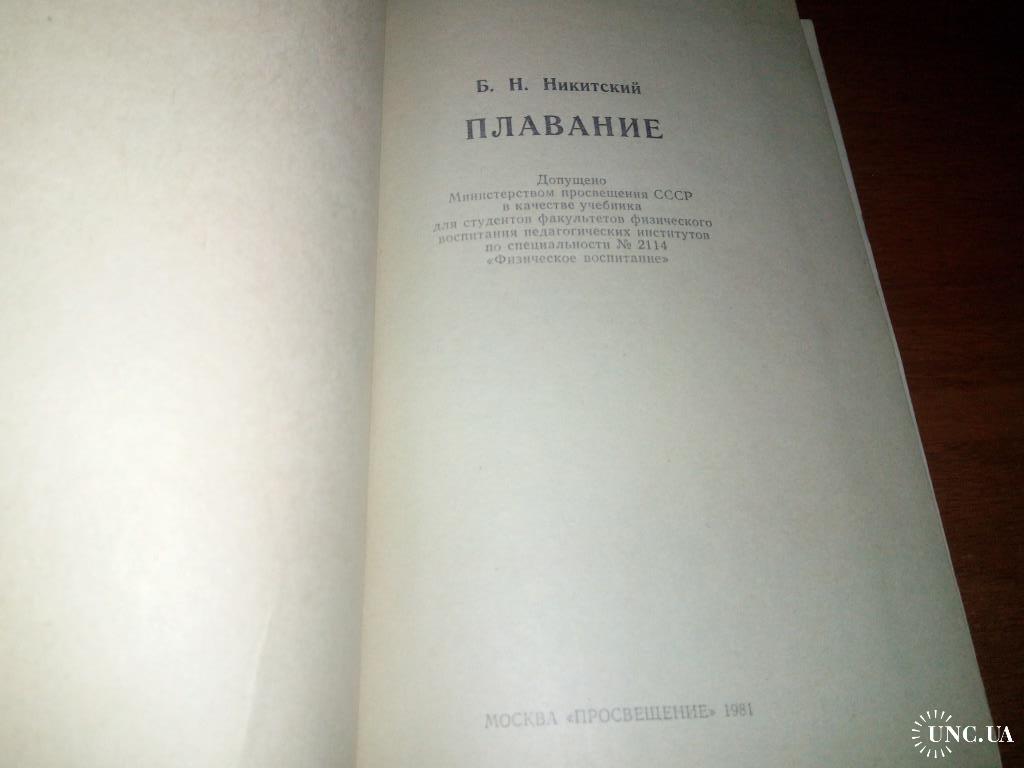 Б. Н. Никитский
ПЛАВАНИЕ
Допущено
Министерством просвещения СССР
в качестве учебника
для студентов факультетов физического
воспитания педагогических институтов
по специальности № 2114
«Физическое воспитание»
МОСКВА «ПРОСВЕЩЕНИЕ» 1981
UNC.UA